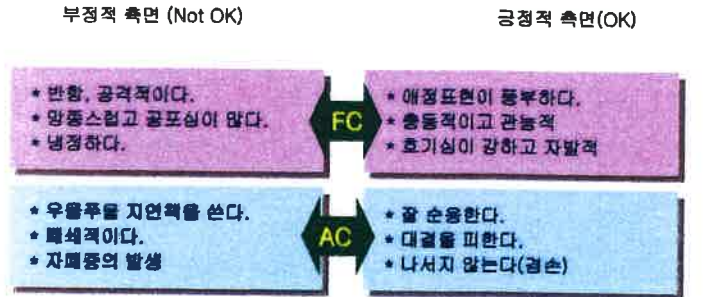 부정적 측면 (Not OK)
긍정적 측면(OK)
* 반항, 공격적이다.
* 망종스럽고 공포심이 많다.
* 냉정하다.
FC
* 애정표현이 풍부하다.
* 충동적이고 관능적
* 호기심이 강하고 자발적
* 우물쭈물 지연책을 쓴다.
* 폐쇄적이다.
* 자폐증의 발생
AC
* 잘 순응한다.
* 대결을 피한다.
* 나서지 않는다(겸손)